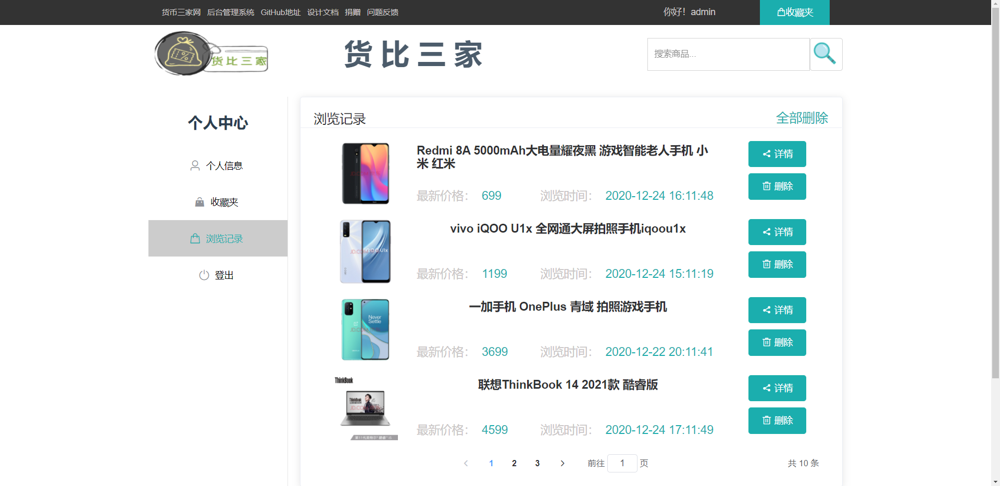 货币三家网 后台管理系统 GitHub地址 设计文档 捐赠 问题反馈
你好！admin
收藏夹
货比三家
货比三家
搜索商品...
个人中心
个人信息
收藏夹
浏览记录
登出
浏览记录
全部删除
Redmi 8A 5000mAh大电量耀夜黑 游戏智能老人手机 小
米 红米
最新价格： 699 浏览时间： 2020-12-24 16:11:48
详情
删除
vivo iQOO U1x 全网通大屏拍照手机iqoou1x
最新价格： 1199 浏览时间： 2020-12-24 15:11:19
详情
删除
Never
Settle
一加手机 OnePlus 青域 拍照游戏手机
最新价格： 3699 浏览时间： 2020-12-22 20:11:41
详情
删除
ThinkBook
ThinkBook
联想ThinkBook 14 2021款 酷睿版
最新价格： 4599 浏览时间： 2020-12-24 17:11:49
详情
删除
1 2 3 前往 1 页
共 10 条